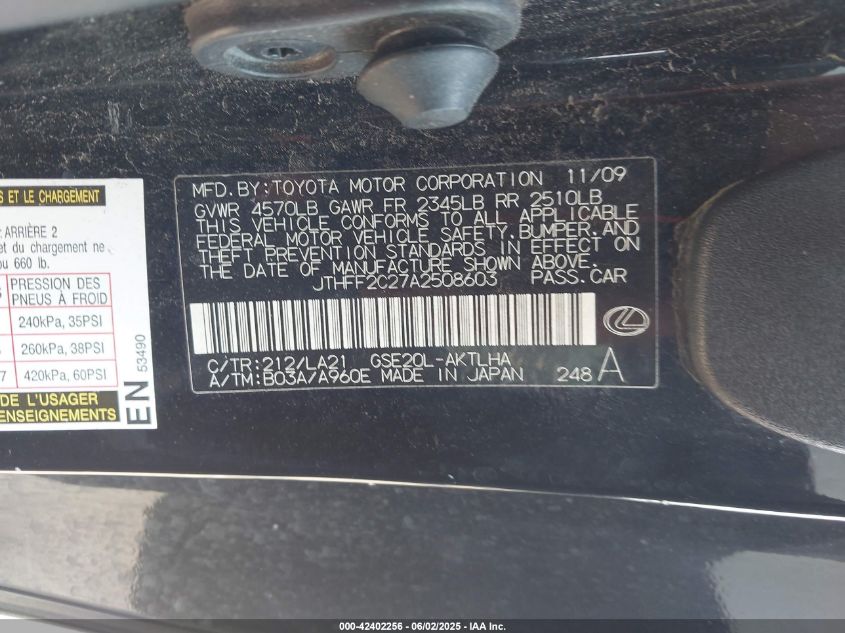 MFD. BY: TOYOTA MOTOR CORPORATION 11/09
GVWR 4570LB GAWR FR 2345LB RR 2510LB
THIS VEHICLE CONFORMS TO ALL APPLICABLE
FEDERAL MOTOR VEHICLE SAFETY, BUMPER, AND
THEFT PREVENTION STANDARDS IN EFFECT ON
THE DATE OF MANUFACTURE SHOWN ABOVE.
JTHFF2C27A2508603 PASS. CAR
C/TR: 212/LA21 GSE20L-AKTLHA
A/TM: B03A/A960E MADE IN JAPAN 248 A
ET LE CHARGEMENT
ARRIÈRE 2
et du chargement ne
660 lb.
PRESSION DES
PNEUS À FROID
240kPa, 35PSI
260kPa, 38PSI
420kPa, 60PSI
DE L'USAGER
EN
53490
000-42402256 - 06/02/2025 - IAA Inc.